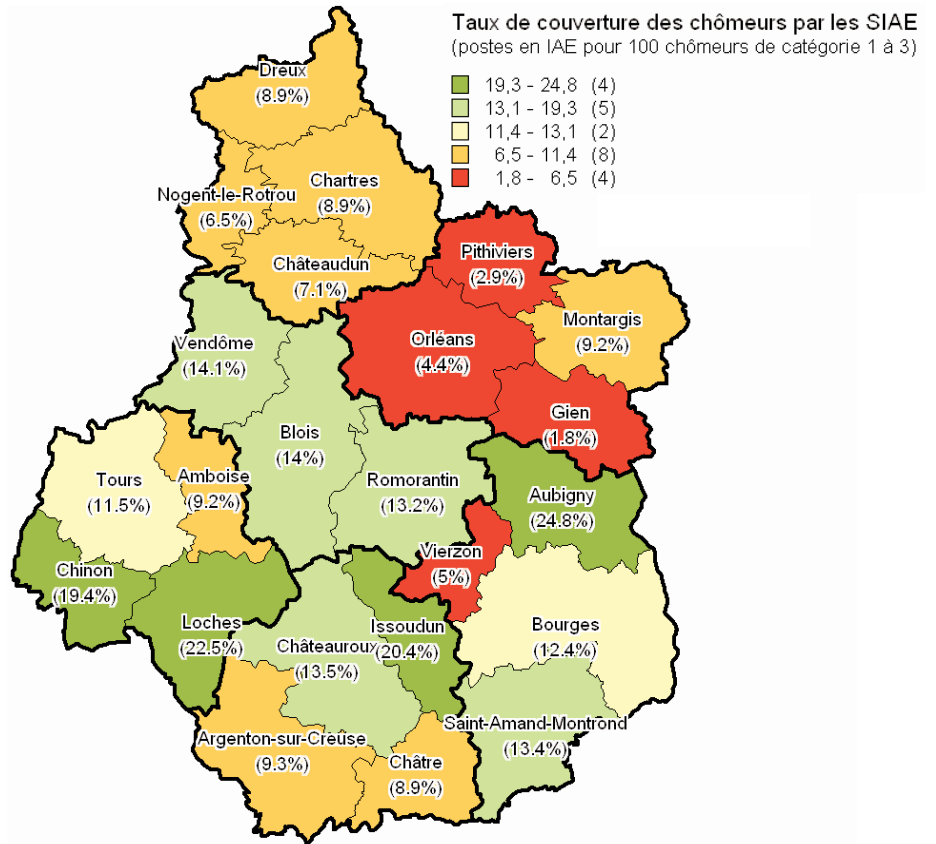 Taux de couverture des chômeurs par les SIAE
(postes en IAE pour 100 chômeurs de catégorie 1 à 3)
19,3 - 24,8 (4)
13,1 - 19,3 (5)
11,4 - 13,1 (2)
6,5 - 11,4 (8)
1,8 - 6,5 (4)
Dreux
(8.9%)
Nogent-le-Rotrou
(6.5%)
Chartres
(8.9%)
Châteaudun
(7.1%)
Pithiviers
(2.9%)
Montargis
(9.2%)
Orléans
(4.4%)
Vendôme
(14.1%)
Gien
(1.8%)
Blois
(14%)
Tours
(11.5%)
Amboise
(9.2%)
Romorantin
(13.2%)
Aubigny
(24.8%)
Vierzon
(5%)
Chinon
(19.4%)
Loches
(22.5%)
Châteauroux
(13.5%)
Issoudun
(20.4%)
Bourges
(12.4%)
Saint-Amand-Montrond
(13.4%)
Argenton-sur-Creuse
(9.3%)
Châtre
(8.9%)